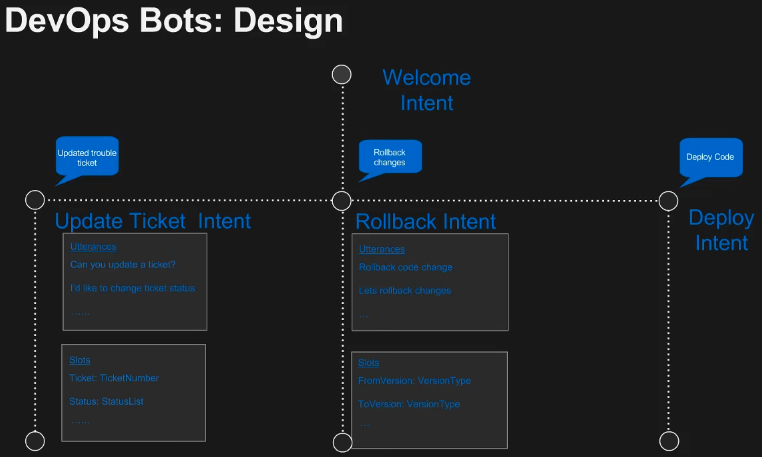 DevOps Bots: Design
Welcome
Intent
Updated trouble
ticket
Rollback
changes
Deploy Code
Update Ticket Intent
Rollback Intent
Deploy
Intent
Utterances
Can you update a ticket?
I'd like to change ticket status
……
Utterances
Rollback code change
Lets rollback changes
…
Slots
Ticket: TicketNumber
Status: StatusList
……
Slots
FromVersion: VersionType
ToVersion: VersionType
…